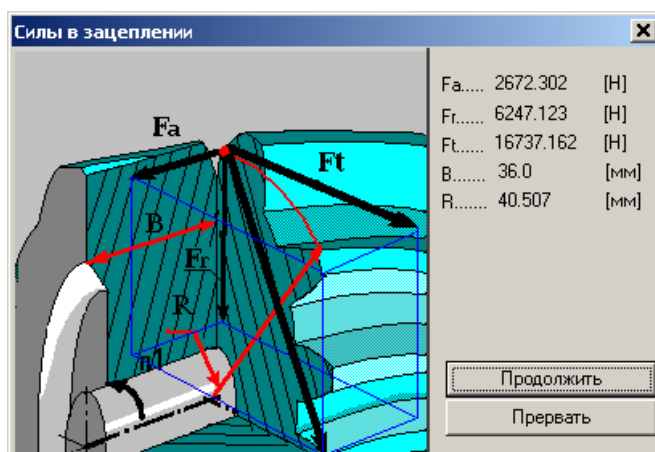 Силы в зацеплении
Fa..... 2672.302 [Н]
Fr..... 6247.123 [Н]
Ft..... 16737.162 [Н]
B....... 36.0 [мм]
R....... 40.507 [мм]
Fa
Ft
B
Fr
R
n1
Продолжить
Прервать